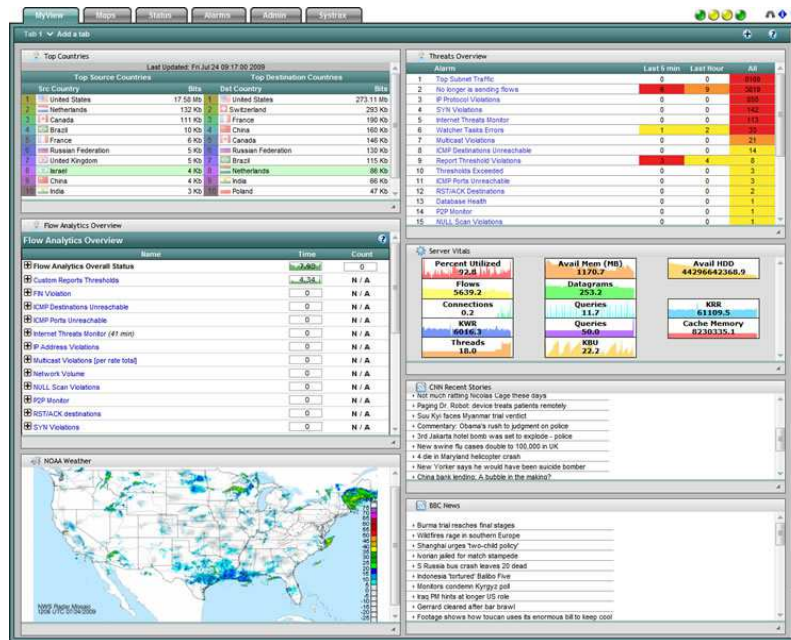 MyView Maps Status Alarms Admin Systrax
Tab 1 Add a tab
Top Countries
Last Updated: Fri Jul 24 09:17:00 2009
Top Source Countries Top Destination Countries
Src Country Bits Dst Country Bits
1 United States 17.58 Mb 1 United States 273.11 Mb
2 Netherlands 132 Kb 2 Switzerland 293 Kb
3 Canada 111 Kb 3 France 190 Kb
4 Brazil 10 Kb 4 China 160 Kb
5 France 6 Kb 5 Canada 146 Kb
6 Russian Federation 5 Kb 6 Russian Federation 130 Kb
7 United Kingdom 5 Kb 7 Brazil 115 Kb
8 Israel 4 Kb 8 Netherlands 86 Kb
9 China 4 Kb 9 India 66 Kb
10 India 3 Kb 10 Poland 47 Kb
Flow Analytics Overview
Flow Analytics Overview
Name Time Count
Flow Analytics Overall Status 7.90 0
Custom Reports Thresholds 4.34 N / A
FIN Violation 0 N / A
ICMP Destinations Unreachable 0 N / A
ICMP Ports Unreachable 0 N / A
Internet Threats Monitor (41 min) 0 N / A
IP Address Violations 0 N / A
Multicast Violations [per rate total] 0 N / A
Network Volume 0 N / A
NULL Scan Violations 0 N / A
P2P Monitor 0 N / A
RST/ACK destinations 0 N / A
SYN Violations 0 N / A
NOAA Weather
NWS Radar Mosaic
Threats Overview
Alarm Last 5 min Last Hour All
1 Top Subnet Traffic 0 0
2 No longer is sending flows 9
3 IP Protocol Violations 0 0
4 SYN Violations 0 0 142
5 Internet Threats Monitor 0 0 113
6 Watcher Tasks Errors 1 2
7 Multicast Violations 0 0 21
8 ICMP Destinations Unreachable 0 0 14
9 Report Threshold Violations 3 4 8
10 Thresholds Exceeded 0 0 3
11 ICMP Ports Unreachable 0 0 3
12 RST/ACK Destinations 0 0 2
13 Database Health 0 0 1
14 P2P Monitor 0 0 1
15 NULL Scan Violations 0 0 1
Server Vitals
Percent Utilized Avail Mem (MB) Avail HDD
92.8 1170.7 44296642368.9
Flows Datagrams
5639.2 253.2
Connections Queries KRR
0.2 11.7 61109.5
KWR Queries Cache Memory
6016.3 50.0 8230335.1
Threads KBU
18.0 22.2
CNN Recent Stories
Not much ratting Nicolas Cage these days
Paging Dr. Robot: device treats patients remotely
Suu Kyi faces Myanmar trial verdict
Commentary: Obama's rush to judgment on police
3rd Jakarta hotel bomb was set to explode - police
New swine flu cases double to 100,000 in UK
4 die in Maryland helicopter crash
New Yorker says he would have been suicide bomber
China bank lending: A bubble in the making?
BBC News
Burma trial reaches final stages
Wildfires rage in southern Europe
Shanghai urges 'two-child policy'
Ivorian jailed for match stampede
S Russia bus crash leaves 20 dead
Indonesia 'tortured' Balibo Five
Monitors condemn Kyrgyz poll
Iraq PM hints at longer US role
Gerrard cleared after bar brawl
Footage shows how toucan uses its enormous bill to keep cool